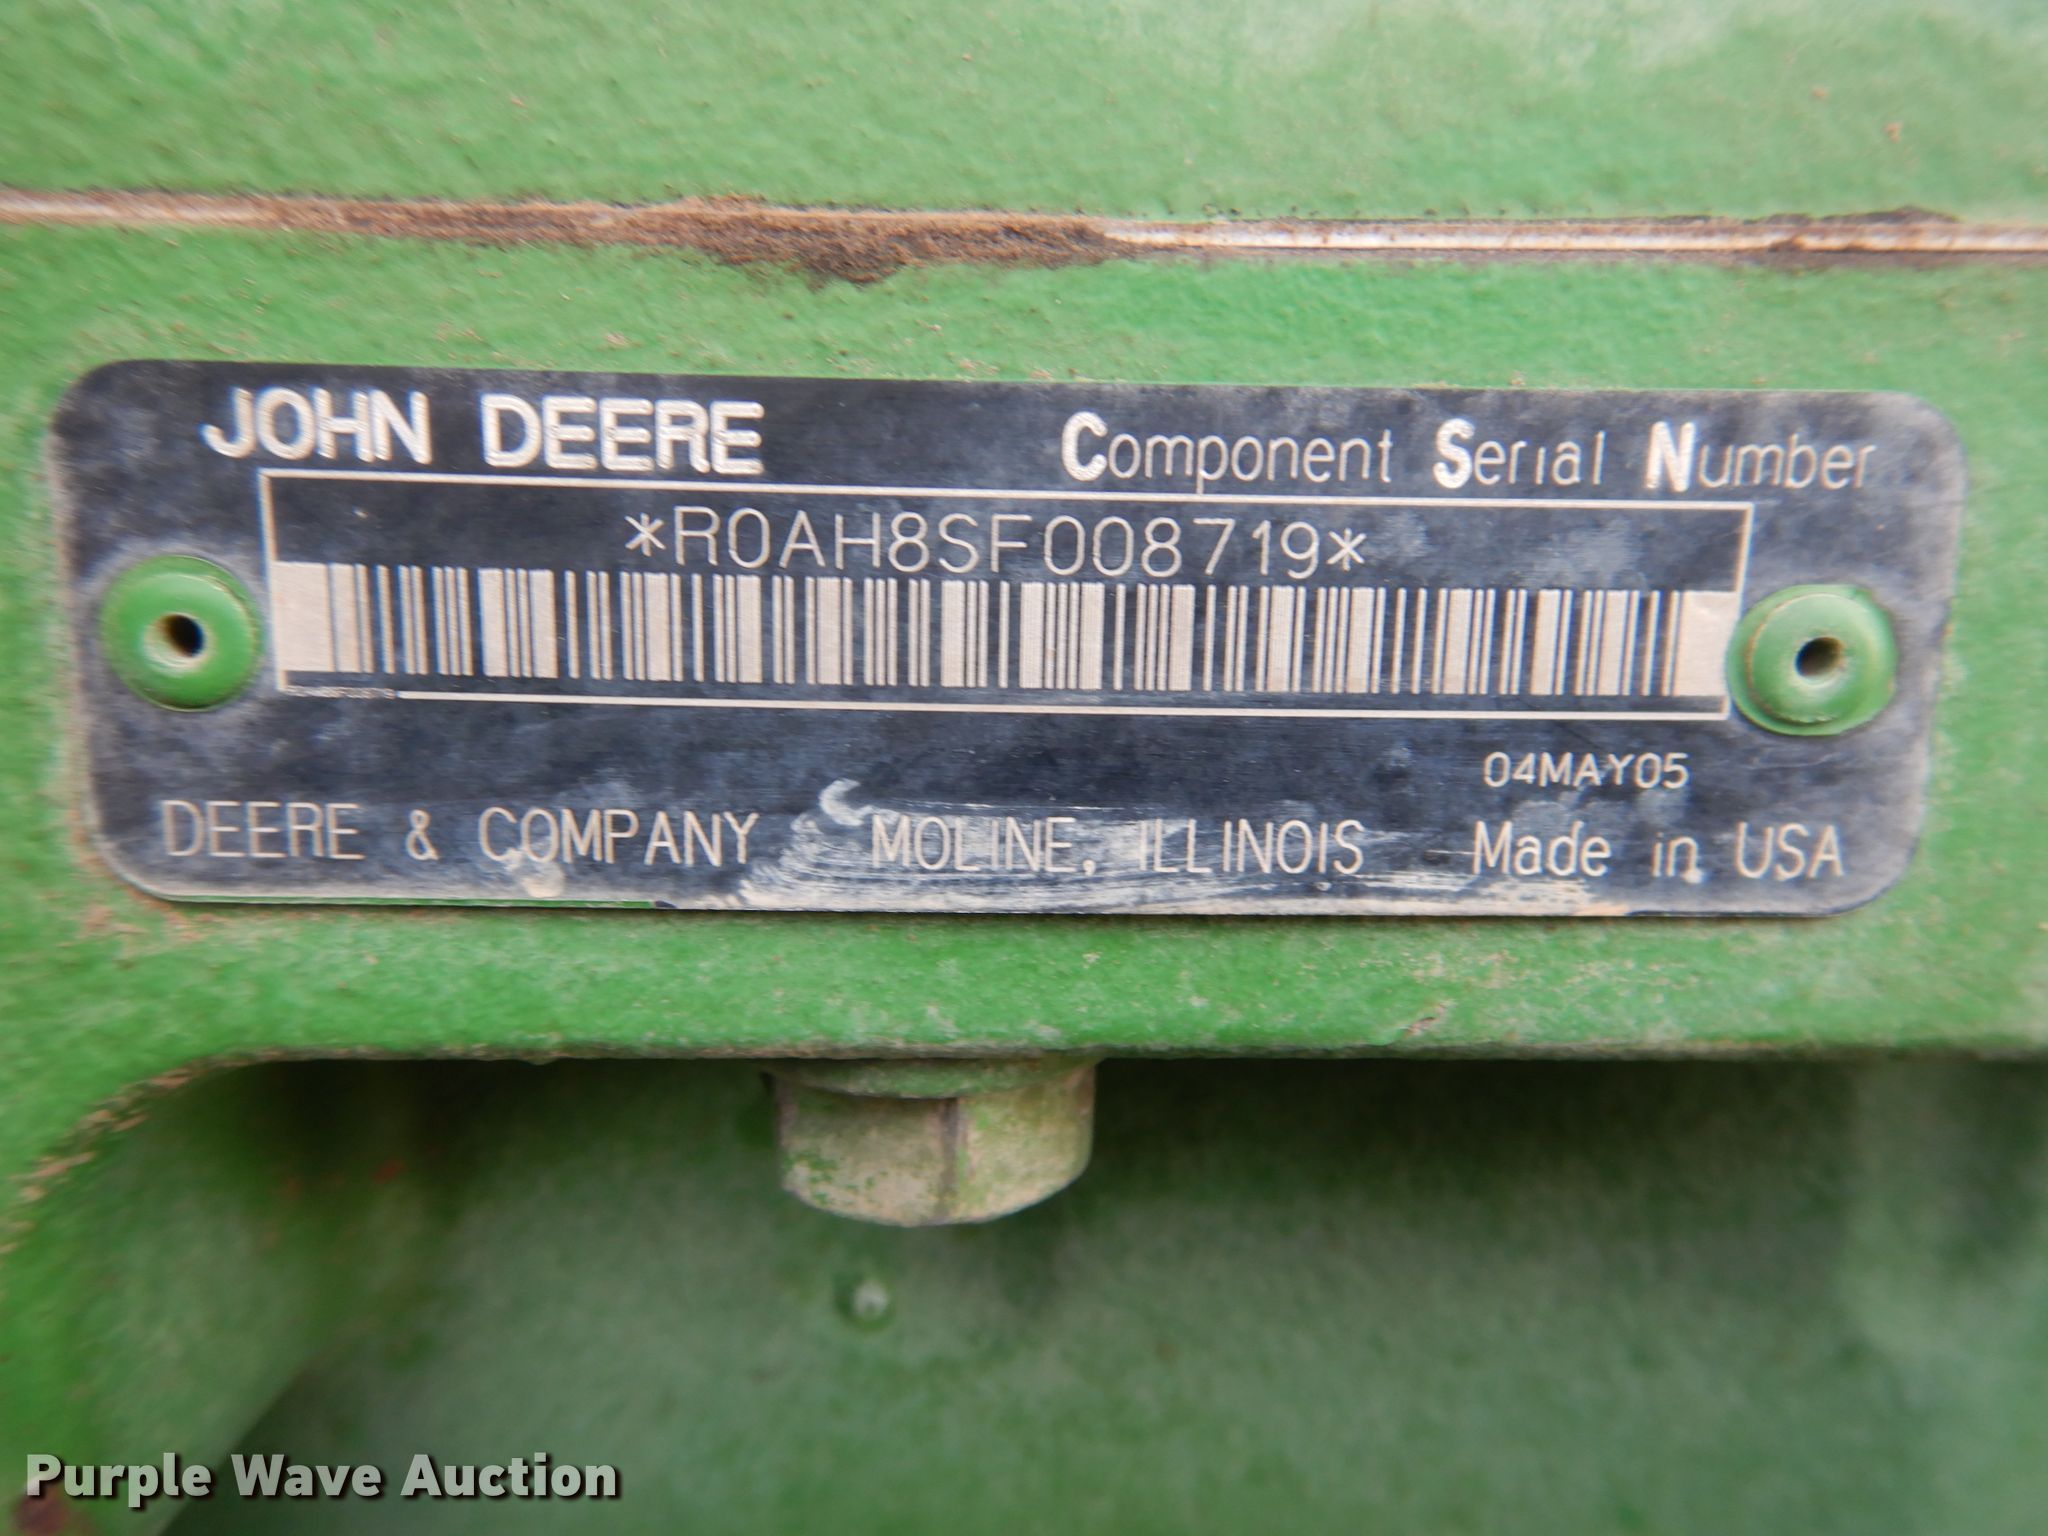 JOHN DEERE Component Serial Number
*R0AH8SF008719*
04MAY05
DEERE & COMPANY MOLINE, ILLINOIS Made in USA
Purple Wave Auction